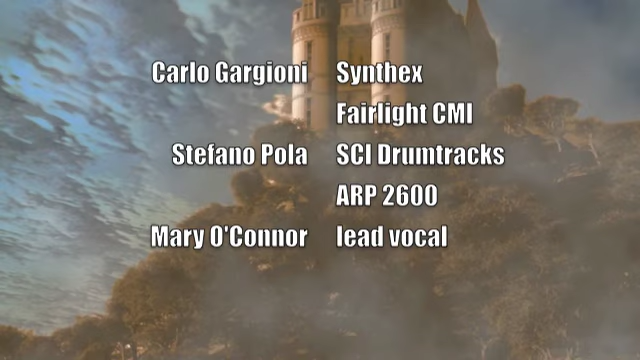 Carlo Gargioni Synthex
Fairlight CMI
Stefano Pola SCI Drumtracks
ARP 2600
Mary O'Connor lead vocal